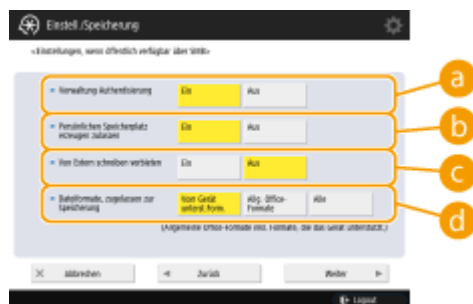 Einstell./Speicherung
<Einstellungen, wenn öffentlich verfügbar über SMB>
a
Verwaltung Authentisierung
Ein
Aus
b
Persönlichen Speicherplatz
erzeugen zulassen
Ein
Aus
c
Von Extern schreiben verbieten
Ein
Aus
d
Dateiformate, zugelassen zur
Speicherung
Vom Gerät
unterst. Form.
Allg. Office-
Formate
Alle
(Allgemeine Office-Formate inkl. Formate, die das Gerät unterstützt.)
Abbrechen
Zurück
Weiter
Logout